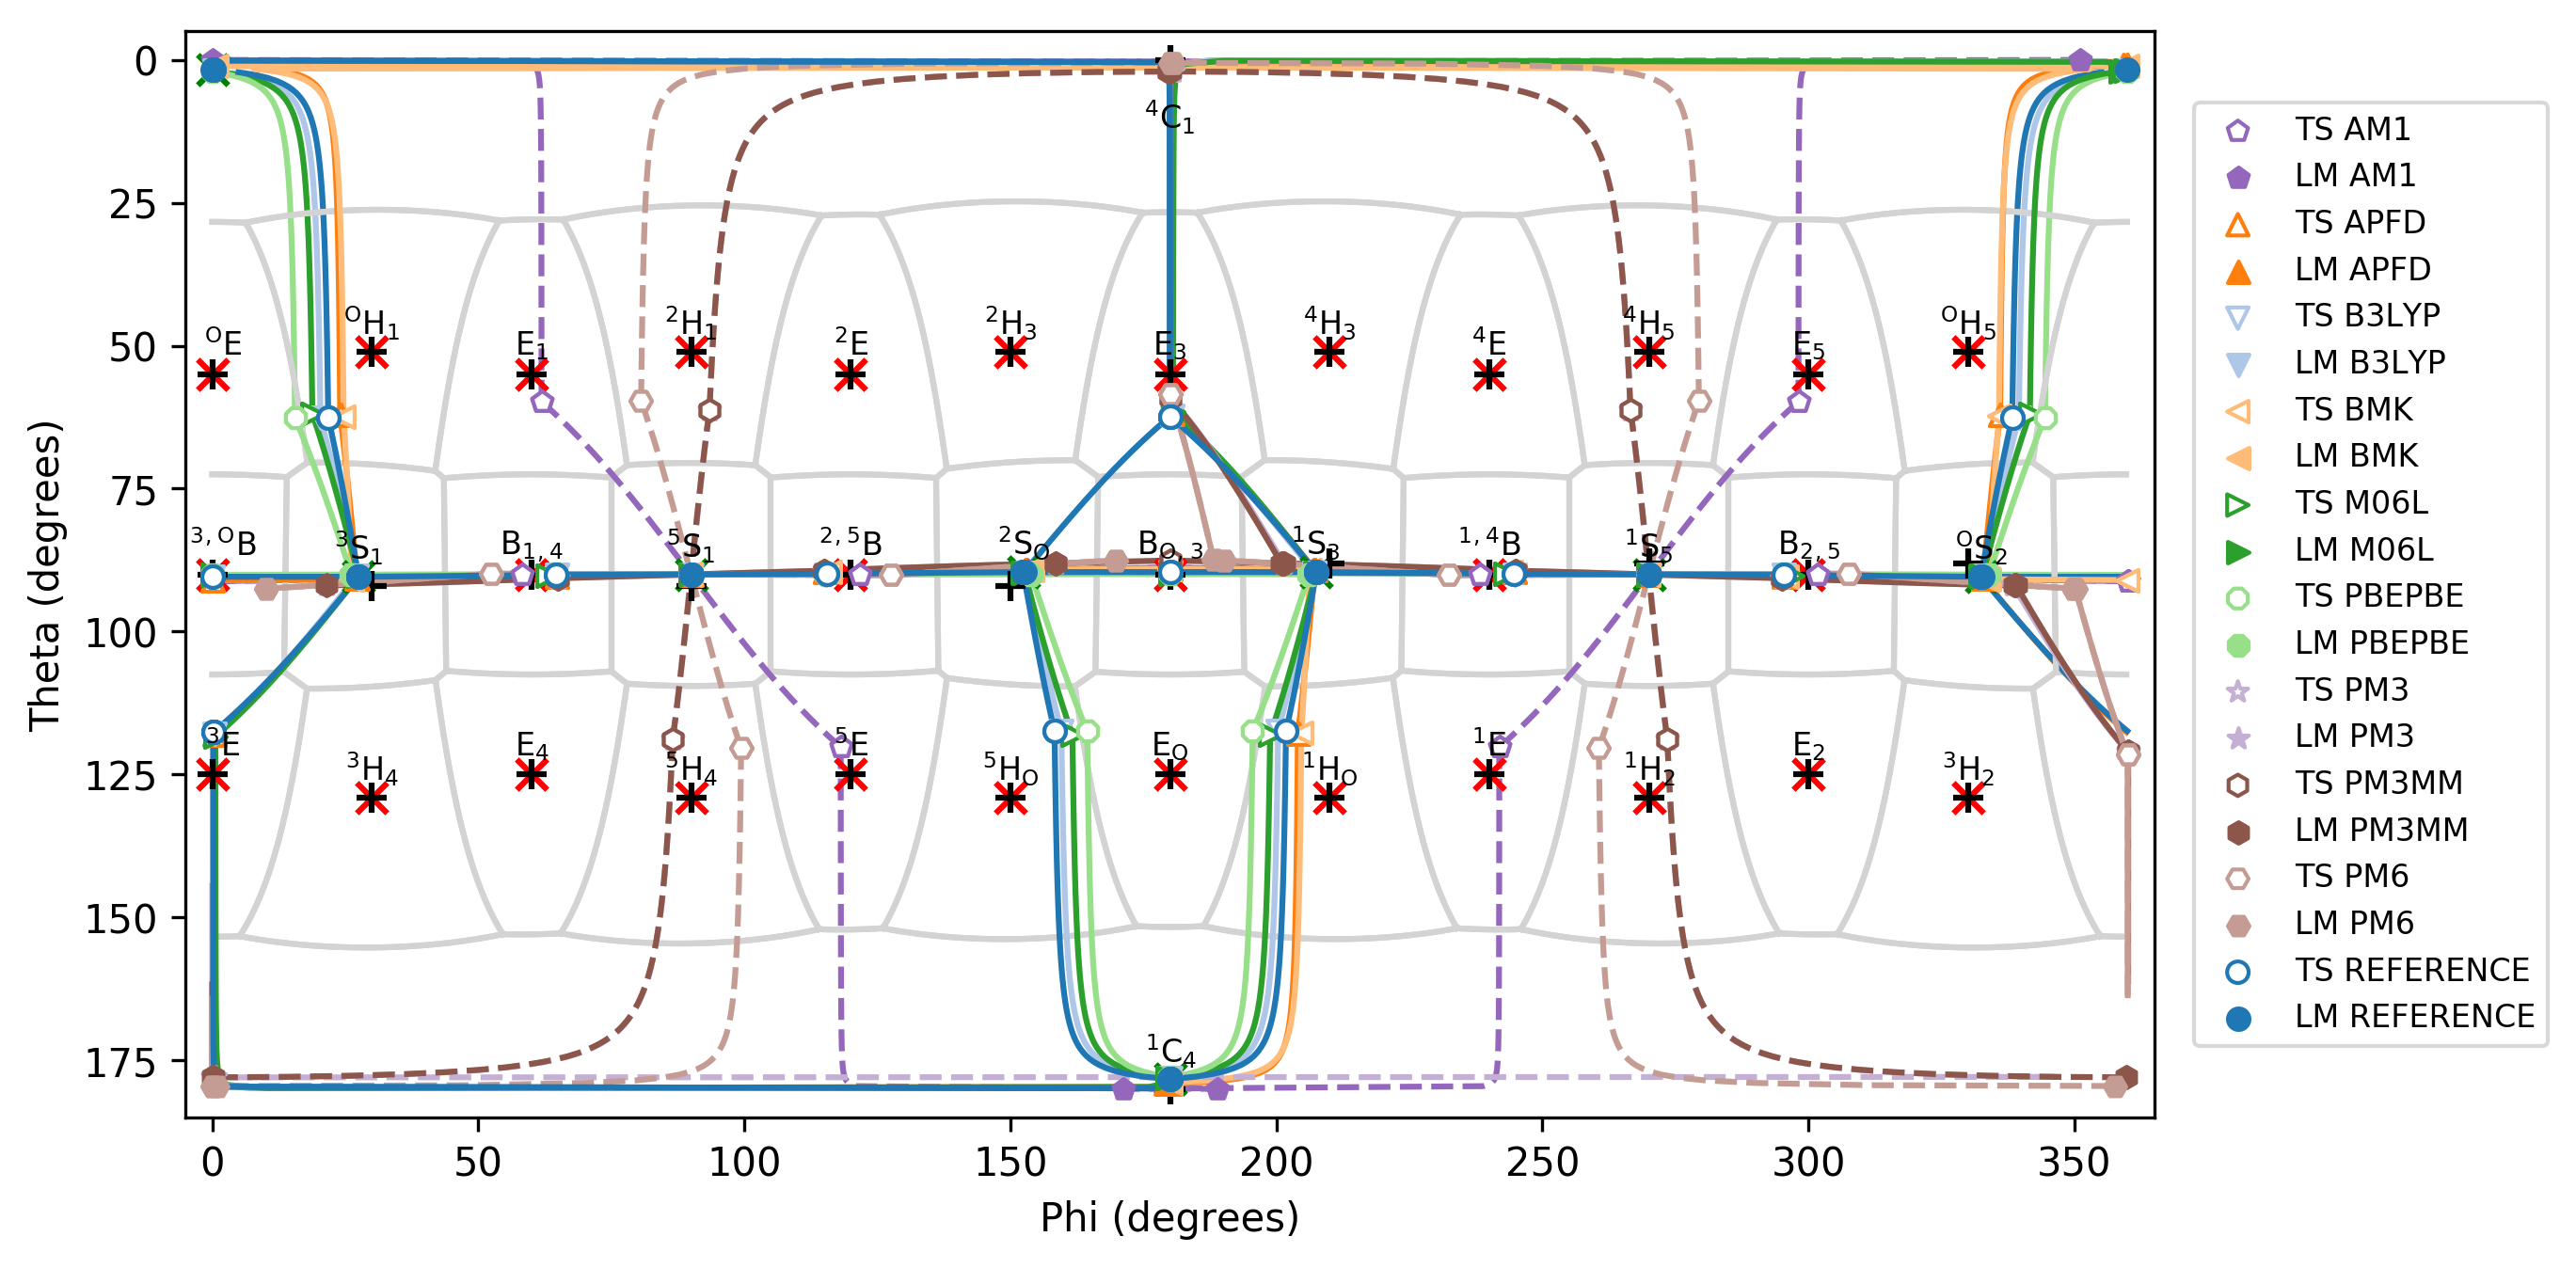 0
25
50
75
100
125
150
175
Theta (degrees)
0 50 100 150 200 250 300 350
Phi (degrees)
⁴C₁
ᴼE ᴼH₁ E₁ ²H₁ ²E ²H₃ E₃ ⁴H₃ ⁴E ⁴H₅ E₅ ᴼH₅
³,ᴼB ³S₁ B₁,₄ ⁵S₁ ²,⁵B ²Sₒ Bₒ,₃ ¹S₃ ¹,⁴B ¹S₅ B₂,₅ ᴼS₂
³E ³H₄ E₄ ⁵H₄ ⁵E ⁵Hₒ Eₒ ¹Hₒ ¹E ¹H₂ E₂ ³H₂
¹C₄
TS AM1
LM AM1
TS APFD
LM APFD
TS B3LYP
LM B3LYP
TS BMK
LM BMK
TS M06L
LM M06L
TS PBEPBE
LM PBEPBE
TS PM3
LM PM3
TS PM3MM
LM PM3MM
TS PM6
LM PM6
TS REFERENCE
LM REFERENCE